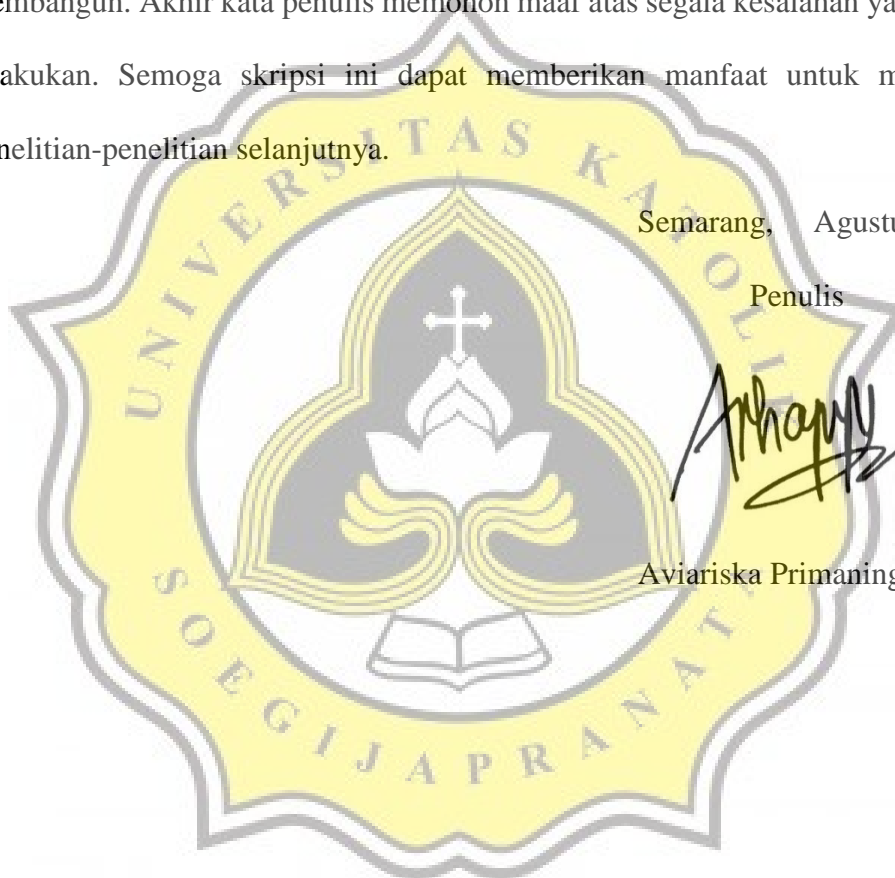 embangun. Akhir kata penulis memohon maaf atas segala kesalahan ya
akukan. Semoga skripsi ini dapat memberikan manfaat untuk m
nelitian-penelitian selanjutnya.
Semarang, Agustu
Penulis
Aviariska Primaning
UNIVERSITAS KATOLIK
SOEGIJAPRANATA